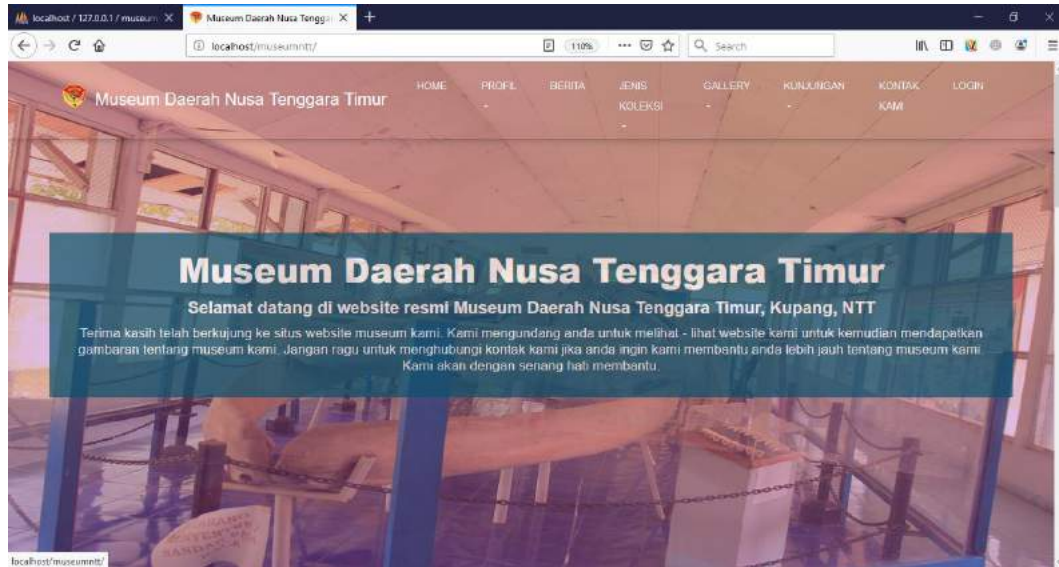 localhost / 127.0.0.1 / museum
Museum Daerah Nusa Tengga
localhost/museumntt/
110%
Search
Museum Daerah Nusa Tenggara Timur
HOME
PROFIL
BERITA
JENIS
KOLEKSI
GALLERY
KUNJUNGAN
KONTAK
KAMI
LOGIN
Museum Daerah Nusa Tenggara Timur
Selamat datang di website resmi Museum Daerah Nusa Tenggara Timur, Kupang, NTT
Terima kasih telah berkujung ke situs website museum kami. Kami mengundang anda untuk melihat - lihat website kami untuk kemudian mendapatkan
gambaran tentang museum kami. Jangan ragu untuk menghubungi kontak kami jika anda ingin kami membantu anda lebih jauh tentang museum kami.
Kami akan dengan senang hati membantu.
localhost/museumntt/